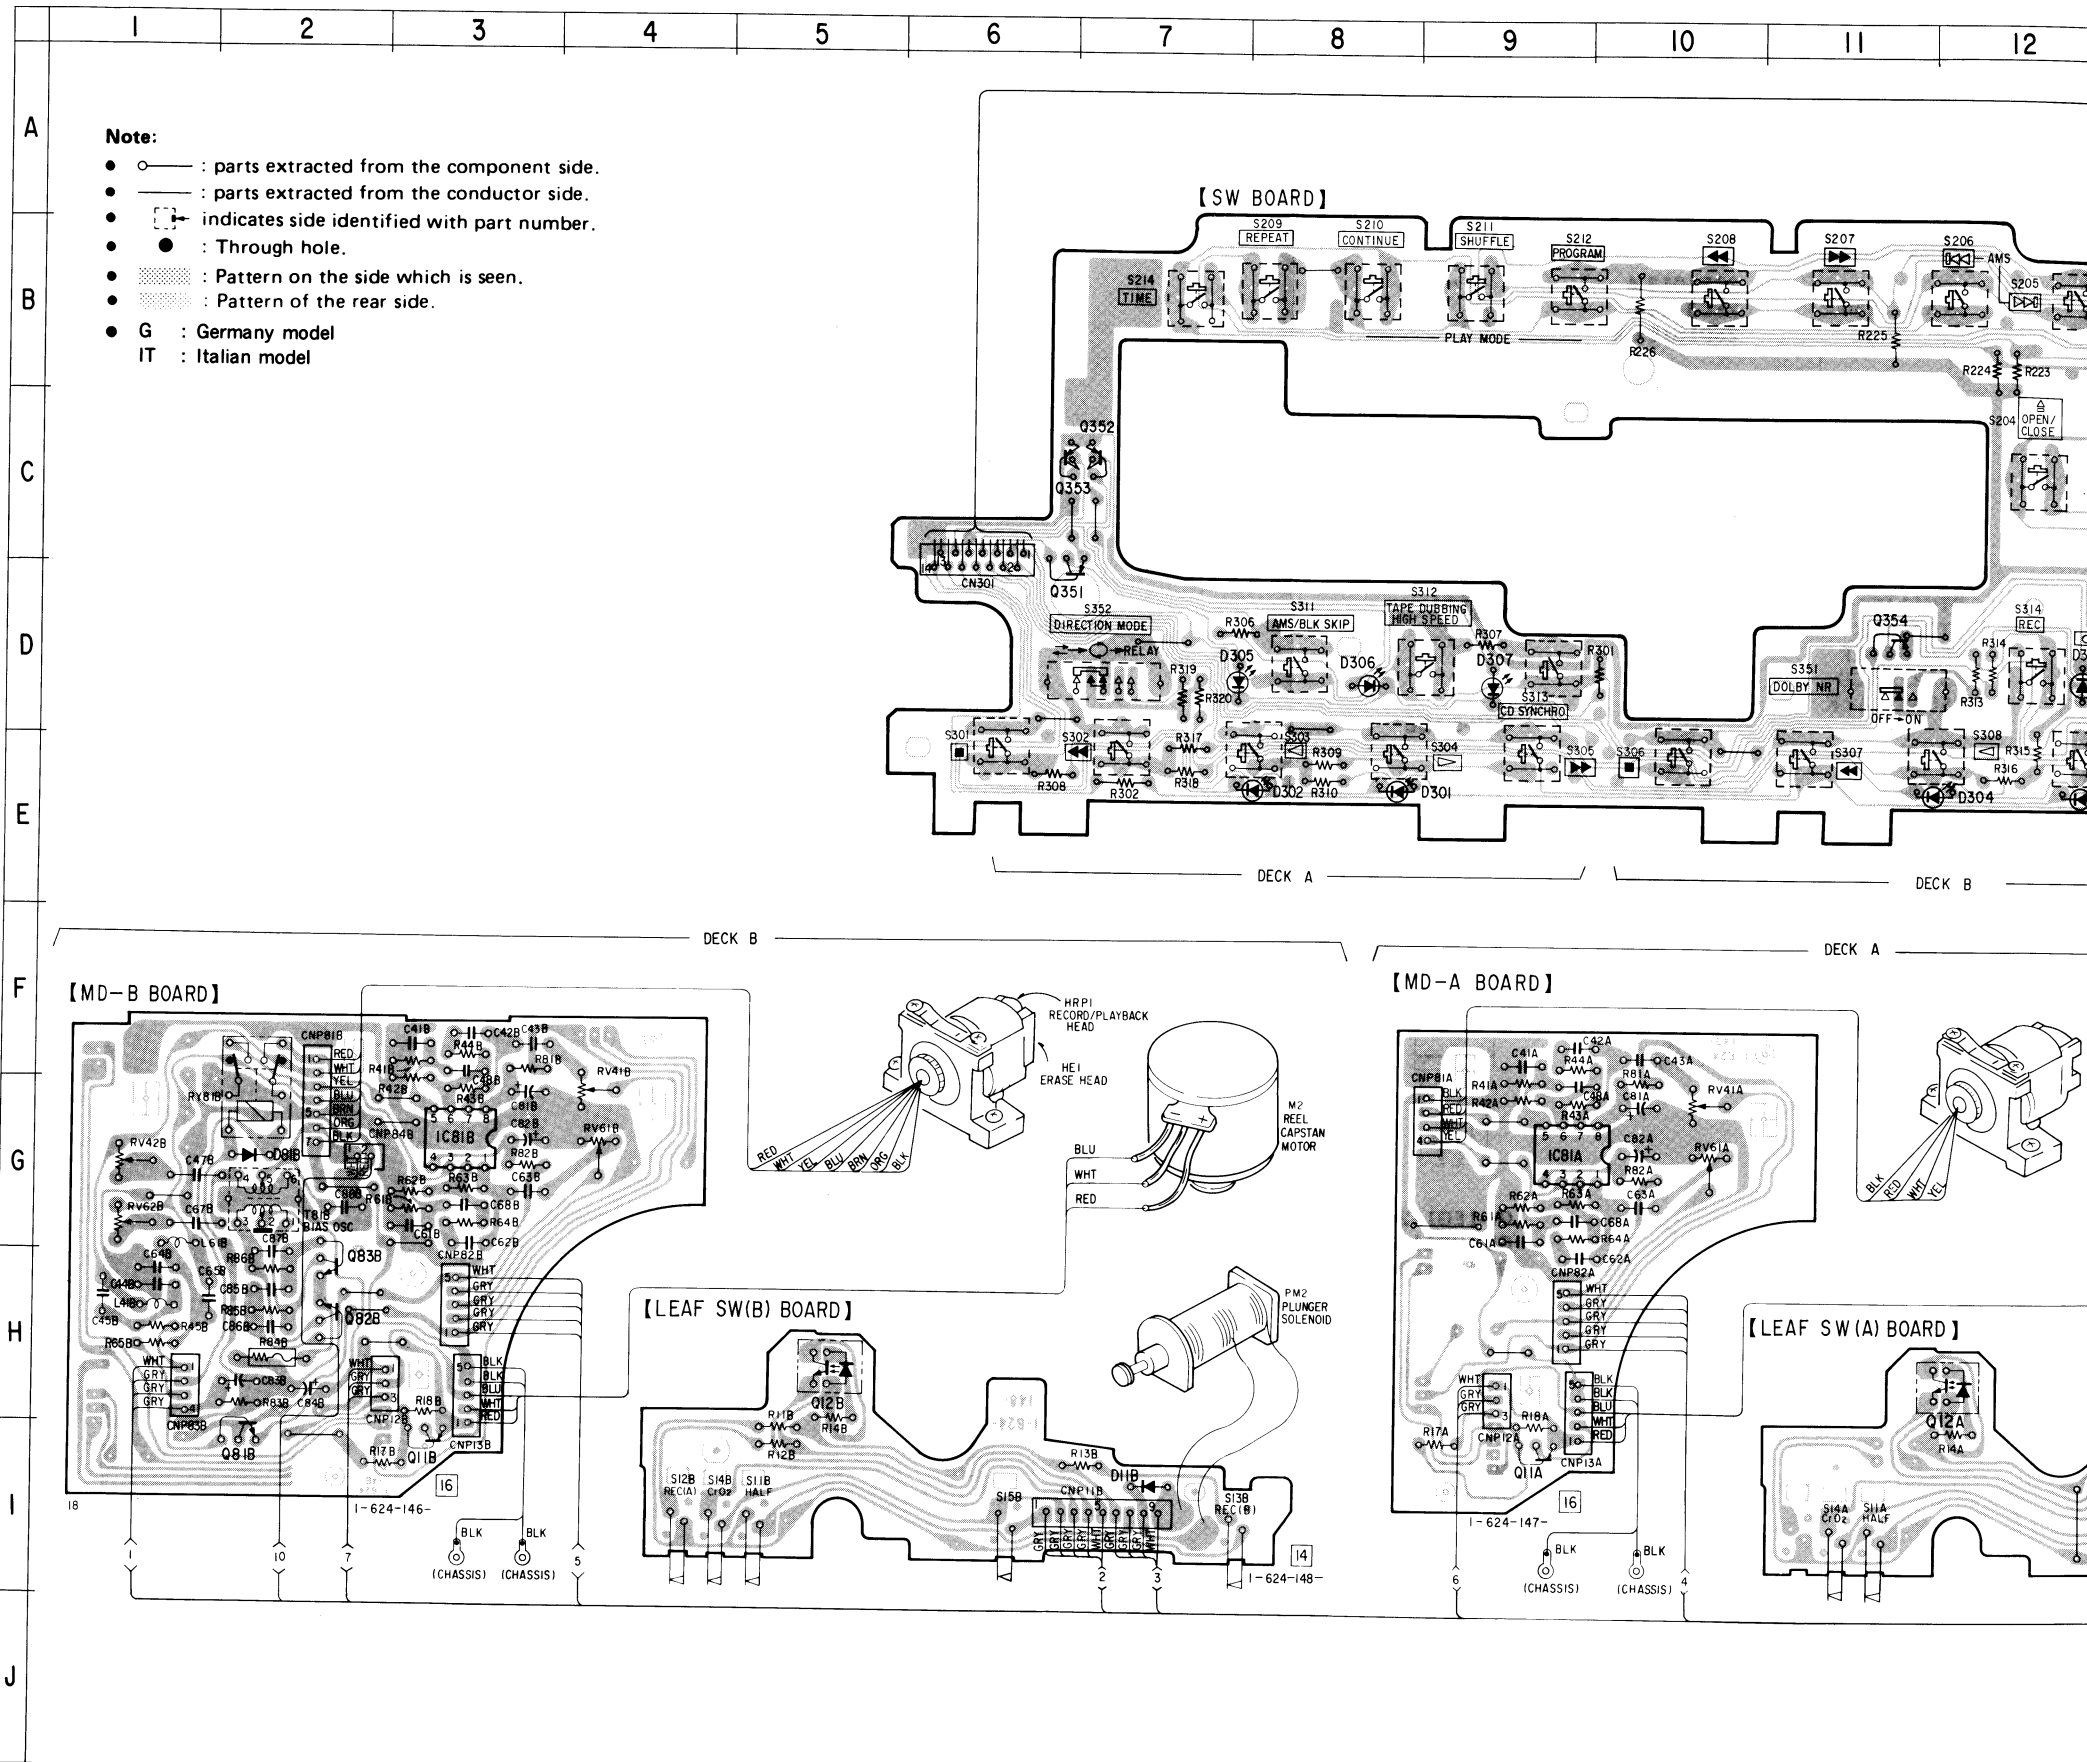 1 2 3 4 5 6 7 8 9 10 11 12
A
B
C
D
E
F
G
H
I
J
Note:
: parts extracted from the component side.
: parts extracted from the conductor side.
indicates side identified with part number.
: Through hole.
: Pattern on the side which is seen.
: Pattern of the rear side.
G : Germany model
IT : Italian model
【SW BOARD】
S209 REPEAT
S210 CONTINUE
S211 SHUFFLE
S212 PROGRAM
S208
S207
S206
AMS
S205
S214 TIME
PLAY MODE
R226
R225
R224 R223
S204 OPEN/CLOSE
Q352
Q353
CN301
Q351
S352 DIRECTION MODE
RELAY
R319
R320
R306
D305
S311 AMS/BLK SKIP
D306
S312 TAPE DUBBING HIGH SPEED
R307
D307
S313 CD SYNCHRO
R301
S351 DOLBY NR
OFF→ON
Q354
R314
R313
S314 REC
S301
S302
R308
R302
R317
R318
S303
R309
R310
D302
S304
D301
S305
S306
S307
S308
D304
R315
R316
DECK A
DECK B
DECK B
DECK A
【MD-B BOARD】
CNP81B
RED
WHT
YEL
BLU
BRN
ORG
BLK
RY81B
C41B
R44B
C42B
C43B
R41B
R42B
C48B
R43B
R81B
C81B
RV41B
CNP84B
IC81B
C82B
R82B
RV61B
RV42B
C47B
D81B
RV62B
C67B
T81B
BIAS OSC
C80B
R61B
R62B
R63B
C63B
C68B
R64B
C61B
C62B
CNP82B
L61B
C64B
C65B
C87B
R86B
Q83B
C44B
L41B
C45B
R45B
R65B
C85B
R85B
C86B
R84B
Q82B
WHT
GRY
GRY
GRY
GRY
WHT
GRY
GRY
GRY
CNP83B
C83B
R83B
C84B
Q81B
WHT
GRY
GRY
CNP12B
R18B
R17B
Q11B
CNP13B
BLK
BLK
BLU
WHT
RED
16
1-624-146-
18
BLK
BLK
(CHASSIS)
(CHASSIS)
1
10
7
5
RED
WHT
YEL
BLU
BRN
ORG
BLK
HRP1
RECORD/PLAYBACK
HEAD
HE1
ERASE HEAD
M2
REEL
CAPSTAN
MOTOR
BLU
WHT
RED
【LEAF SW(B) BOARD】
Q12B
R11B
R14B
R12B
S12B REC(A)
S14B CrO2
S11B HALF
S15B
R13B
CNP11B
D11B
S13B REC(B)
GRY
GRY
GRY
GRY
WHT
GRY
GRY
WHT
14
1-624-148-
2
3
PM2
PLUNGER
SOLENOID
【MD-A BOARD】
CNP81A
BLK
RED
WHT
YEL
C41A
R44A
C42A
C43A
R41A
R42A
C48A
R43A
R81A
C81A
RV41A
IC81A
C82A
R82A
RV61A
R62A
R63A
C63A
R61A
C68A
C61A
R64A
C62A
CNP82A
WHT
GRY
GRY
GRY
GRY
WHT
GRY
GRY
CNP12A
R17A
R18A
Q11A
CNP13A
BLK
BLK
BLU
WHT
RED
16
1-624-147-
BLK
BLK
(CHASSIS)
(CHASSIS)
6
4
BLK
RED
WHT
YEL
【LEAF SW(A) BOARD】
Q12A
R14A
S14A CrO2
S11A HALF